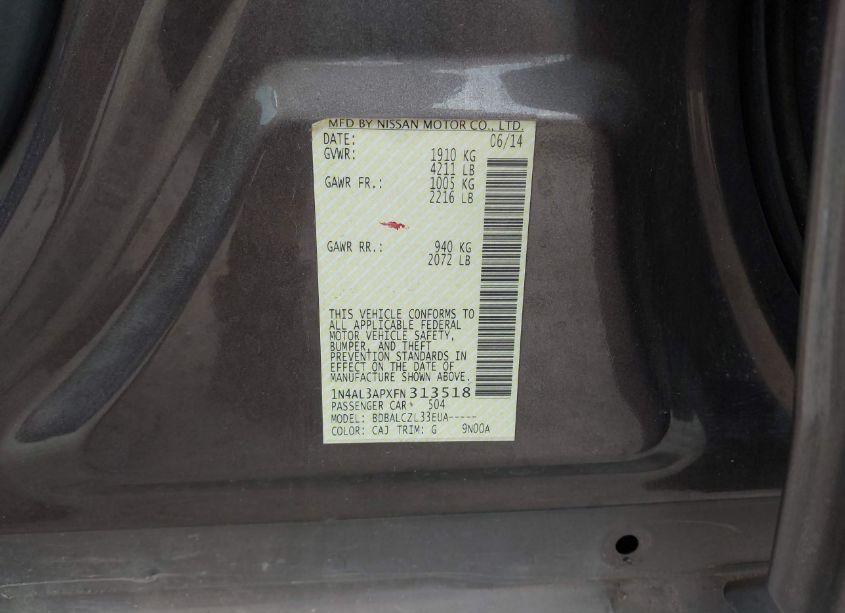 MFD BY NISSAN MOTOR CO., LTD.
DATE: 06/14
GVWR: 1910 KG
4211 LB
GAWR FR.: 1005 KG
2216 LB
GAWR RR.: 940 KG
2072 LB
THIS VEHICLE CONFORMS TO
ALL APPLICABLE FEDERAL
MOTOR VEHICLE SAFETY,
BUMPER, AND THEFT
PREVENTION STANDARDS IN
EFFECT ON THE DATE OF
MANUFACTURE SHOWN ABOVE.
1N4AL3APXFN313518
PASSENGER CAR 504
MODEL: BDBALCZL33EUA-----
COLOR: CAJ TRIM: G 9N00A